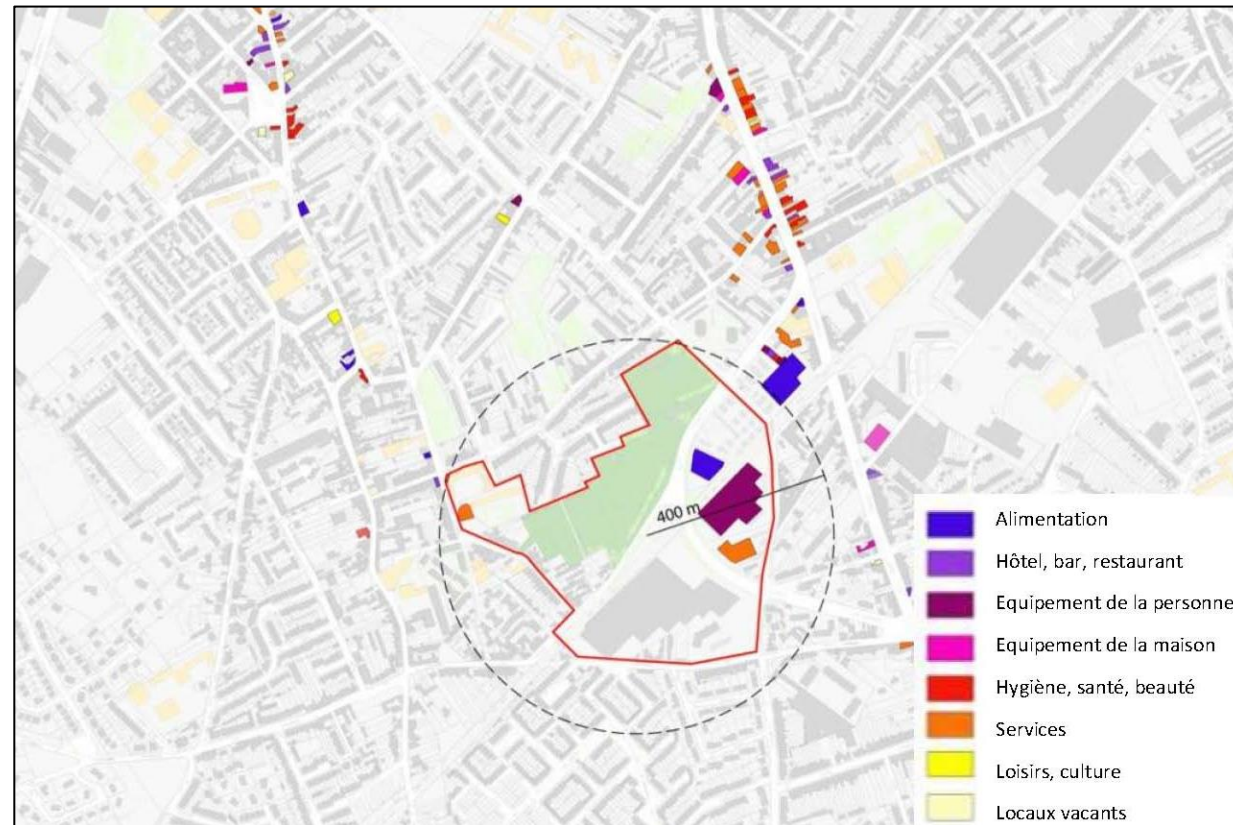 400 m
Alimentation
Hôtel, bar, restaurant
Equipement de la personne
Equipement de la maison
Hygiène, santé, beauté
Services
Loisirs, culture
Locaux vacants